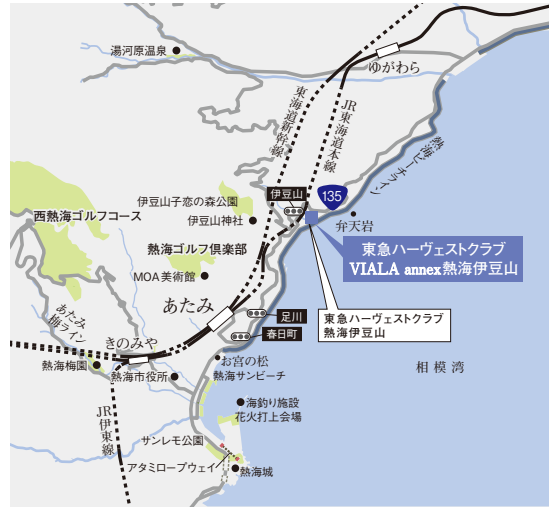 湯河原温泉
ゆがわら
東海道新幹線
JR東海道本線
熱海ビーチライン
伊豆山子恋の森公園
伊豆山
135
伊豆山神社
弁天岩
西熱海ゴルフコース
熱海ゴルフ倶楽部
東急ハーヴェストクラブ
VIALA annex熱海伊豆山
MOA美術館
あたみ
足川
東急ハーヴェストクラブ
熱海伊豆山
あたみ
梅ライン
きのみや
春日町
お宮の松
熱海サンビーチ
相模湾
熱海梅園
熱海市役所
海釣り施設
花火打上会場
JR伊東線
サンレモ公園
アタミロープウェイ
熱海城